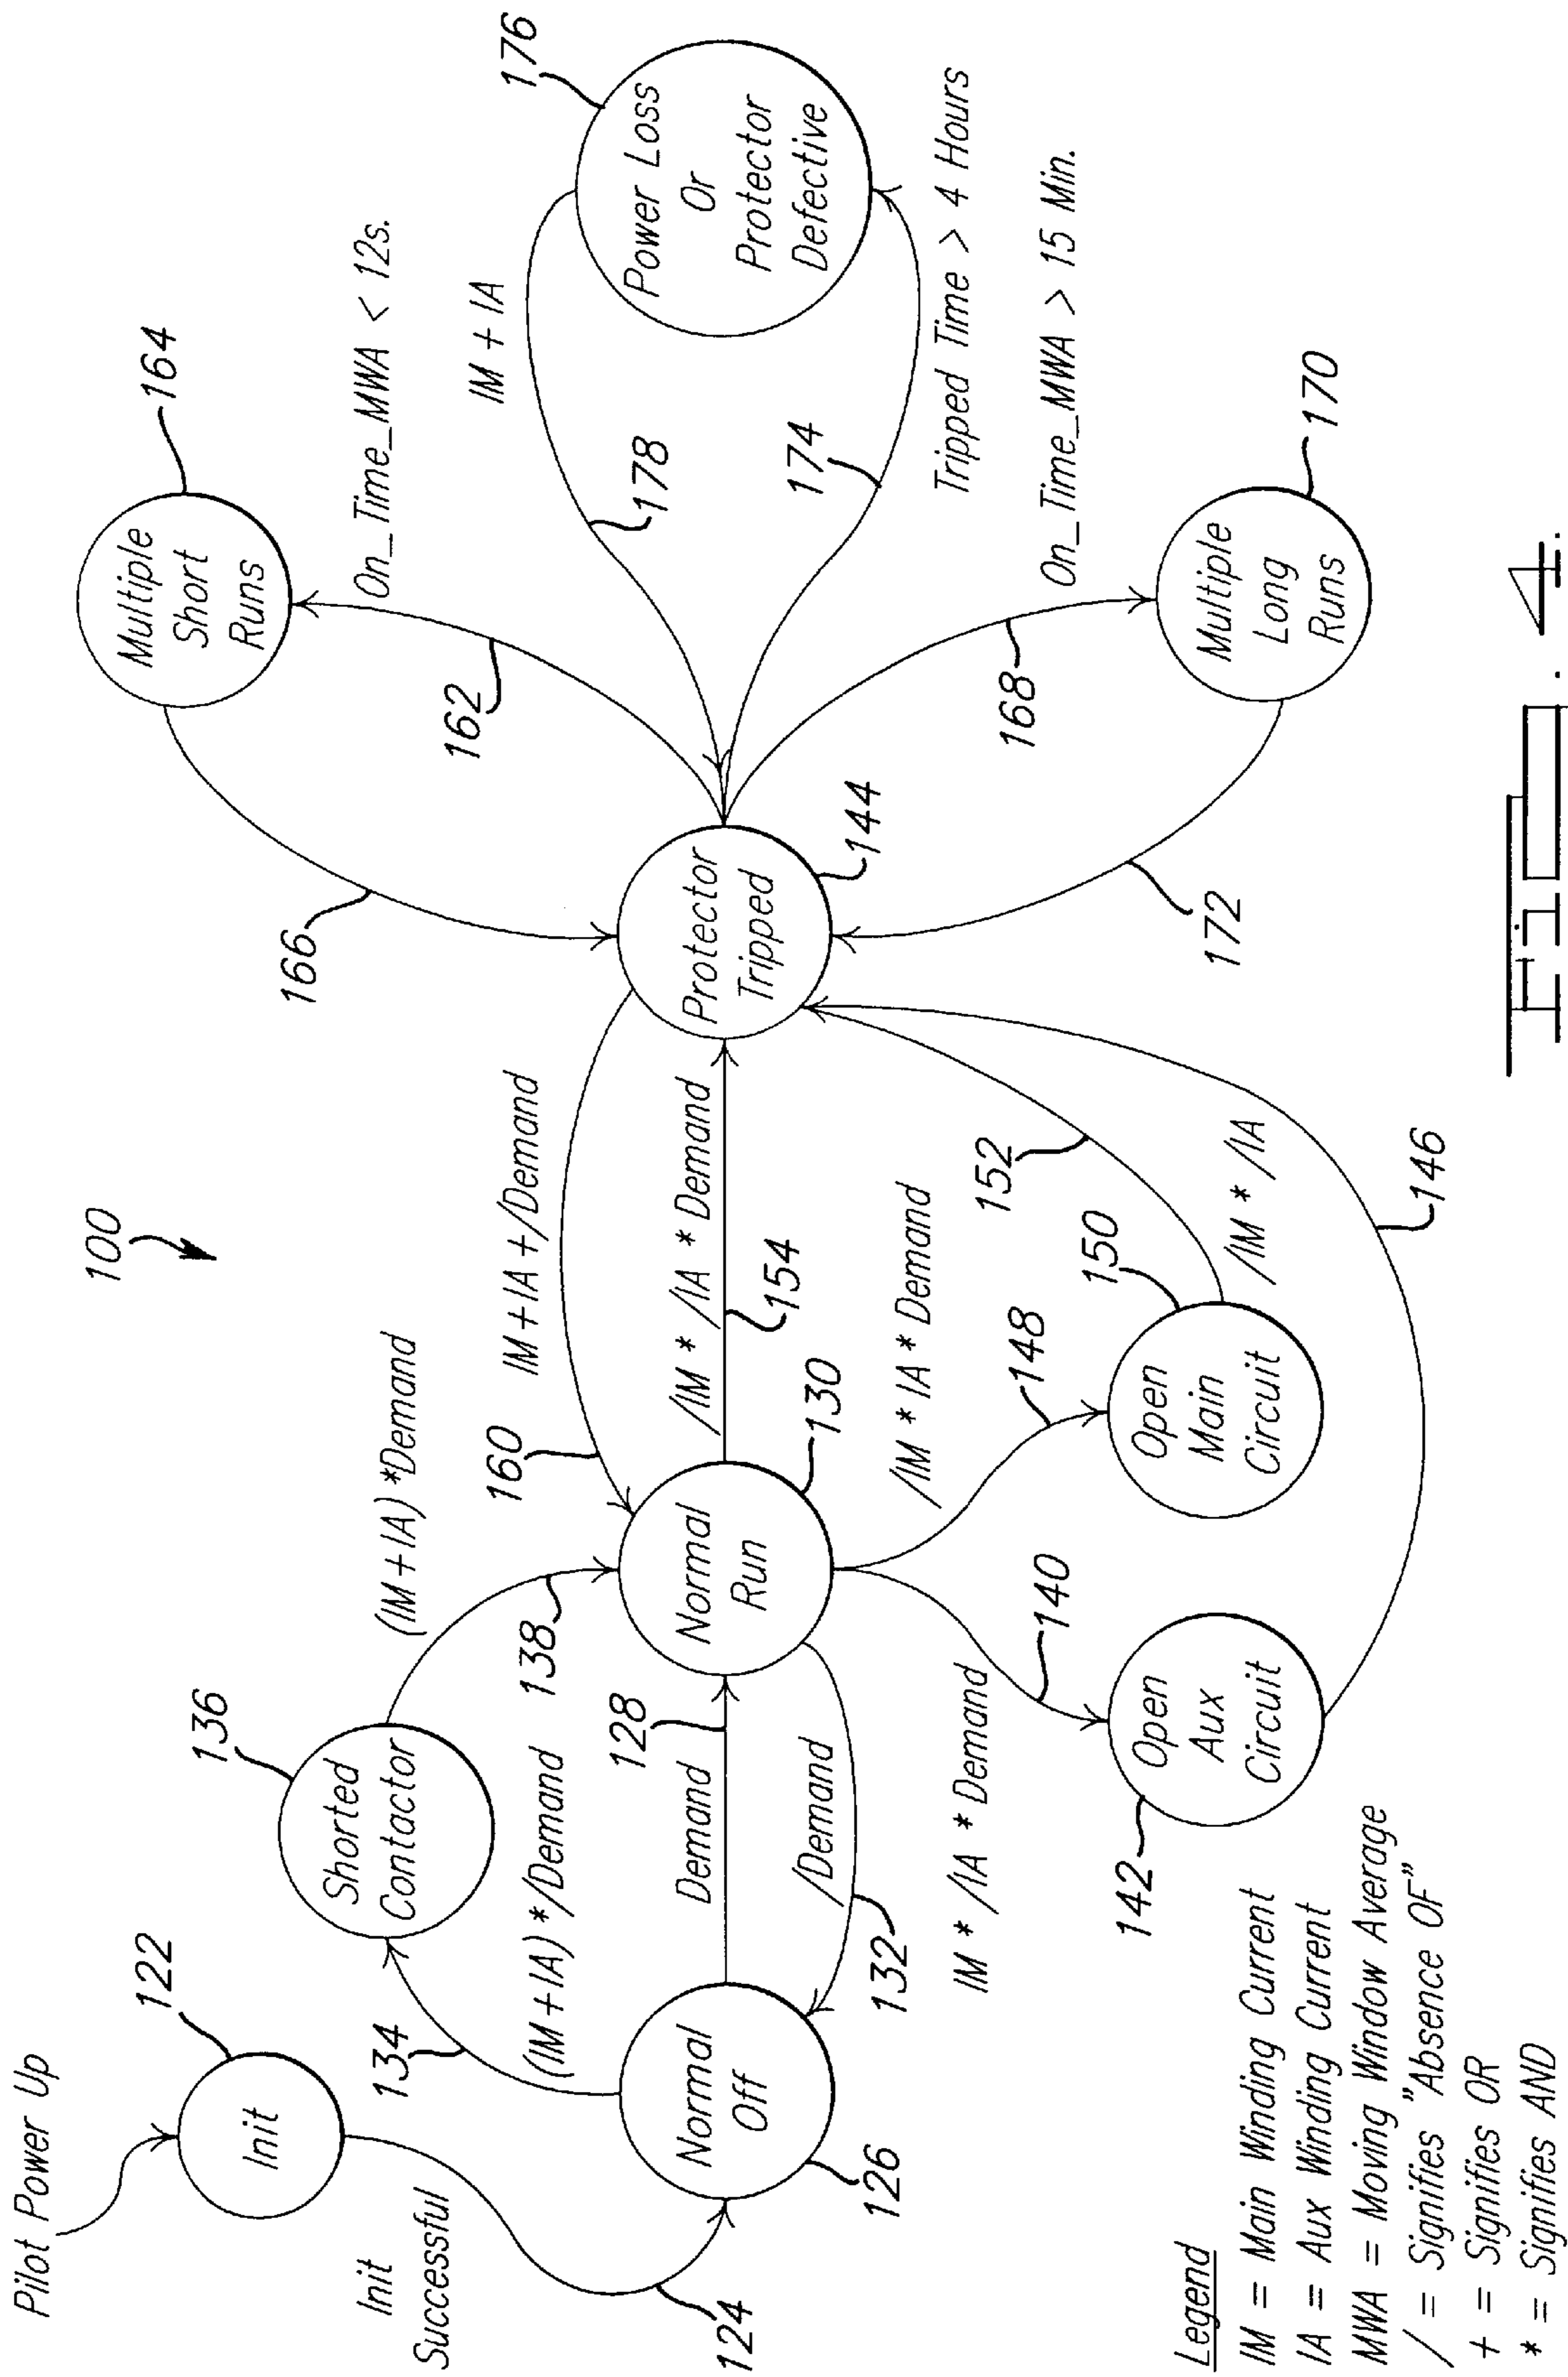 Pilot Power Up
122
Init
Init
Successful
124
100
136
Shorted
Contactor
134
(IM + IA) */Demand
(IM + IA) *Demand
138
Normal
Off
126
Demand
128
/Demand
132
Normal
Run
130
160
IM + IA +/Demand
/IM * /IA * Demand
154
IM * /IA * Demand
140
/IM * IA * Demand
148
Open
Aux
Circuit
142
Open
Main
Circuit
150
152
/IM * /IA
146
Protector
Tripped
144
166
162
Multiple
Short
Runs
164
On_Time_MWA < 12s.
IM + IA
178
174
Power Loss
Or
Protector
Defective
176
Tripped Time > 4 Hours
On_Time_MWA > 15 Min.
168
172
Multiple
Long
Runs
170
Legend
IM = Main Winding Current
IA = Aux Winding Current
MWA = Moving Window Average
/ = Signifies "Absence OF"
+ = Signifies OR
* = Signifies AND
Fig. 4.